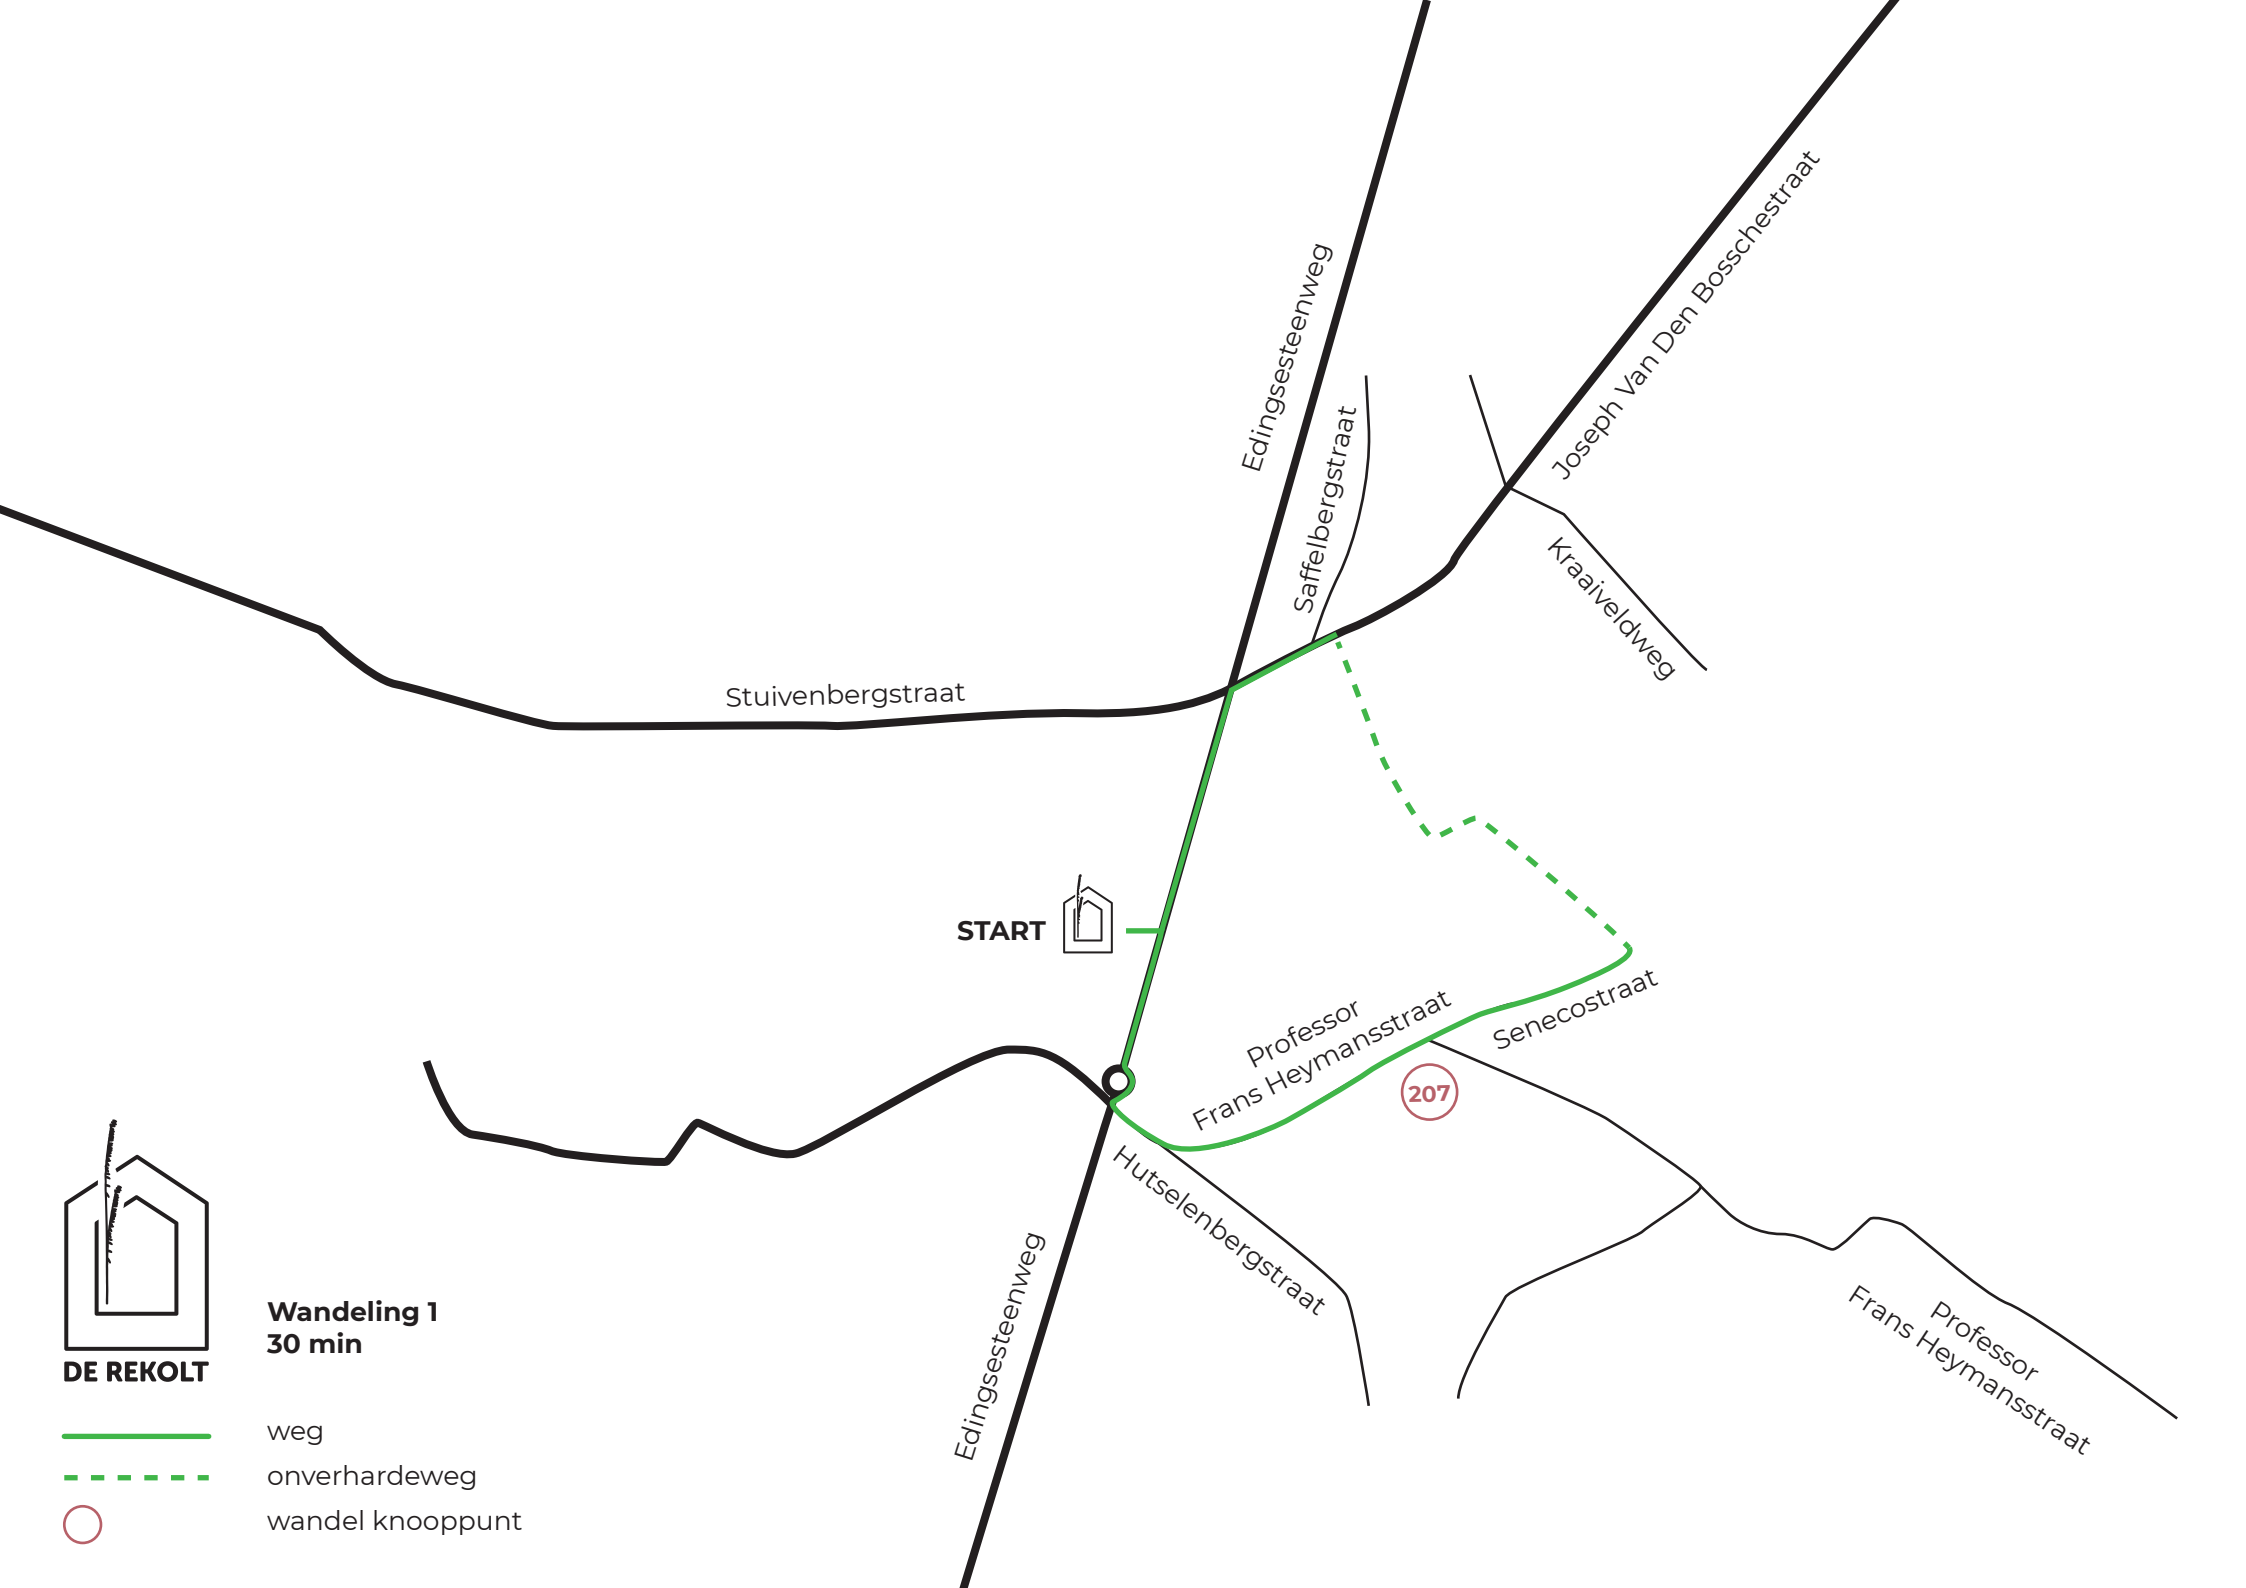 Edingsesteenweg
Joseph Van Den Bosschestraat
Saffelbergstraat
Kraaiveldweg
Stuivenbergstraat
START
Professor
Frans Heymansstraat
Senecostraat
207
Hutselenbergstraat
Edingsesteenweg
Professor
Frans Heymansstraat
DE REKOLT
Wandeling 1
30 min
weg
onverhardeweg
wandel knooppunt